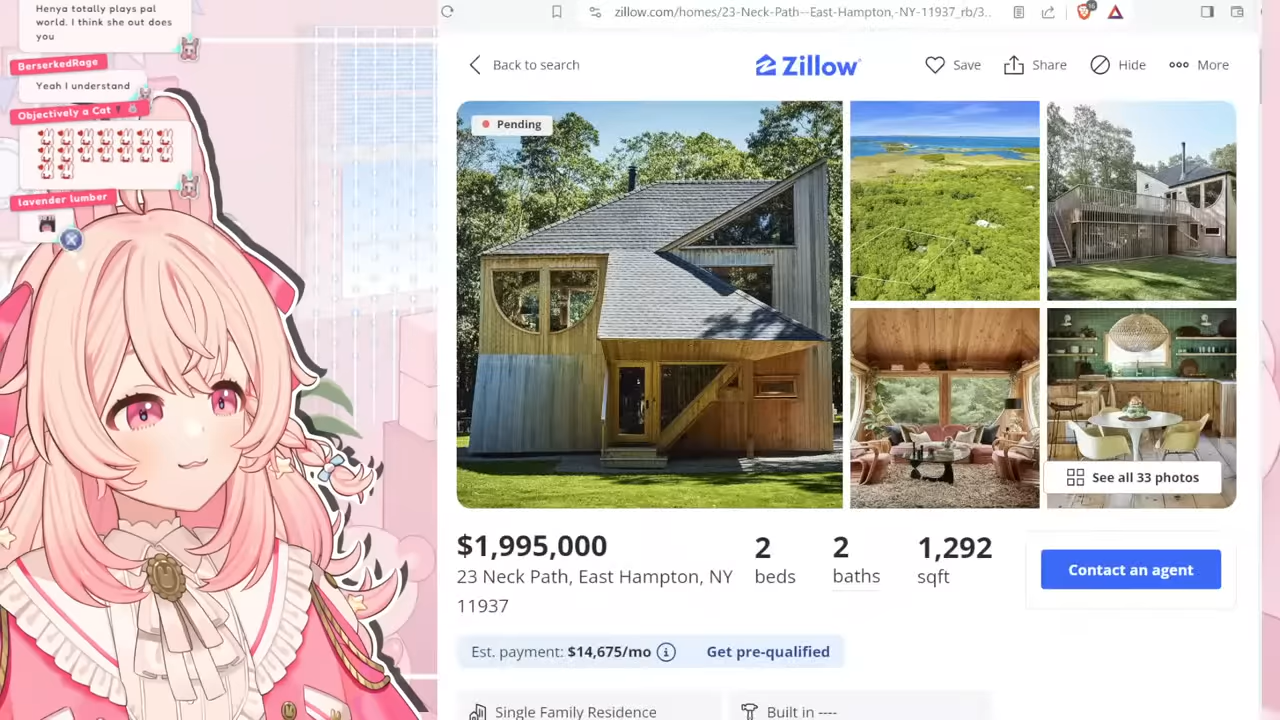 Henya totally plays pal
world. I think she out does
you
BerserkedRage
Yeah I understand
Objectively a Cat
lavender lumber
zillow.com/homes/23-Neck-Path--East-Hampton,-NY-11937_rb/3...
16
Back to search
Zillow
Save
Share
Hide
More
Pending
See all 33 photos
$1,995,000
23 Neck Path, East Hampton, NY
11937
2
beds
2
baths
1,292
sqft
Contact an agent
Est. payment: $14,675/mo
Get pre-qualified
Single Family Residence
Built in ----